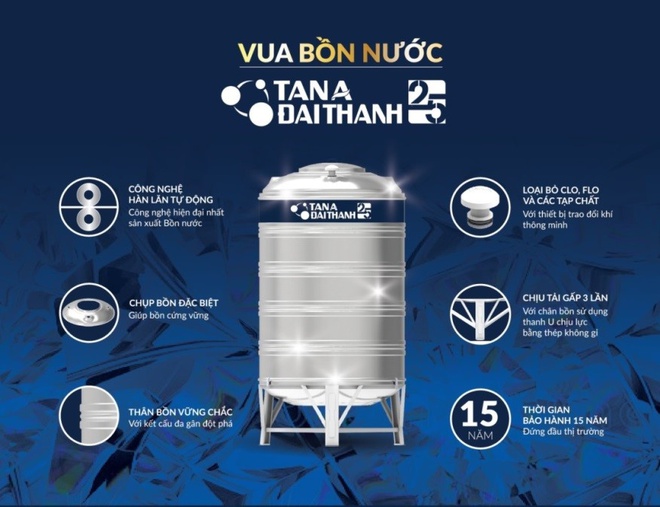 VUA BỒN NƯỚC
TANA
ĐẠI THÀNH 25
TANA
ĐẠI THÀNH 25
CÔNG NGHỆ
HÀN LĂN TỰ ĐỘNG
Công nghệ hiện đại nhất
sản xuất Bồn nước
CHỤP BỒN ĐẶC BIỆT
Giúp bồn cứng vững
THÂN BỒN VỮNG CHẮC
Với kết cấu đa gân đột phá
LOẠI BỎ CLO, FLO
VÀ CÁC TẠP CHẤT
Với thiết bị trao đổi khí
thông minh
CHỊU TẢI GẤP 3 LẦN
Với chân bồn sử dụng
thanh U chịu lực
bằng thép không gỉ
15
NĂM
THỜI GIAN
BẢO HÀNH 15 NĂM
Đứng đầu thị trường